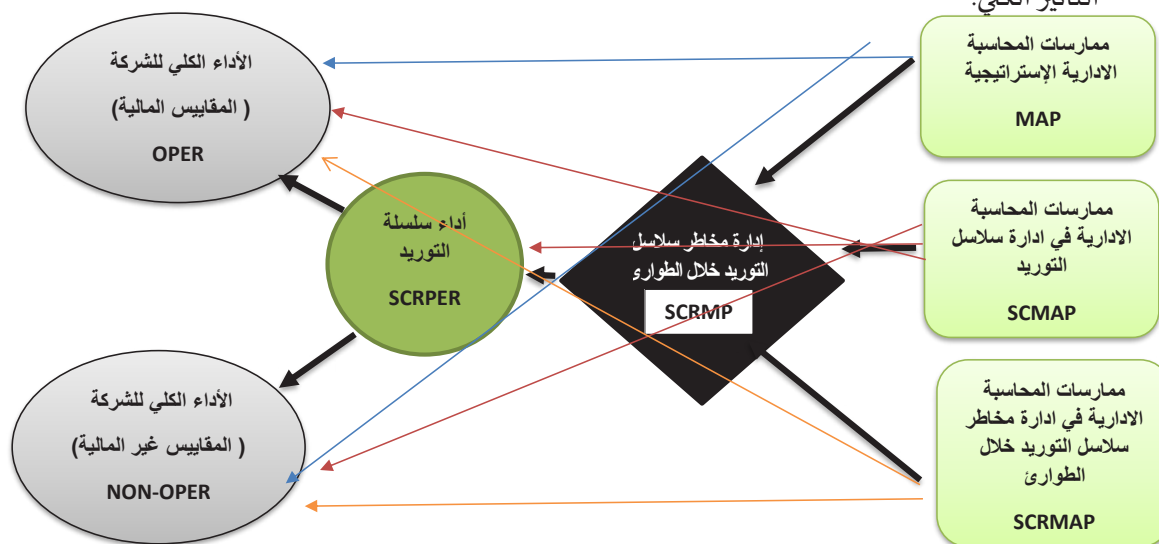 التأثير الكلي:
ممارسات المحاسبة
الادارية الإستراتيجية
MAP
ممارسات المحاسبة
الادارية في ادارة سلاسل
التوريد
SCMAP
ممارسات المحاسبة
الادارية في ادارة مخاطر
سلاسل التوريد خلال
الطوارئ
SCRMAP
إدارة مخاطر سلاسل
التوريد خلال الطوارئ
SCRMP
أداء سلسلة
التوريد
SCRPER
الأداء الكلي للشركة
( المقاييس المالية)
OPER
الأداء الكلي للشركة
( المقاييس غير المالية)
NON-OPER